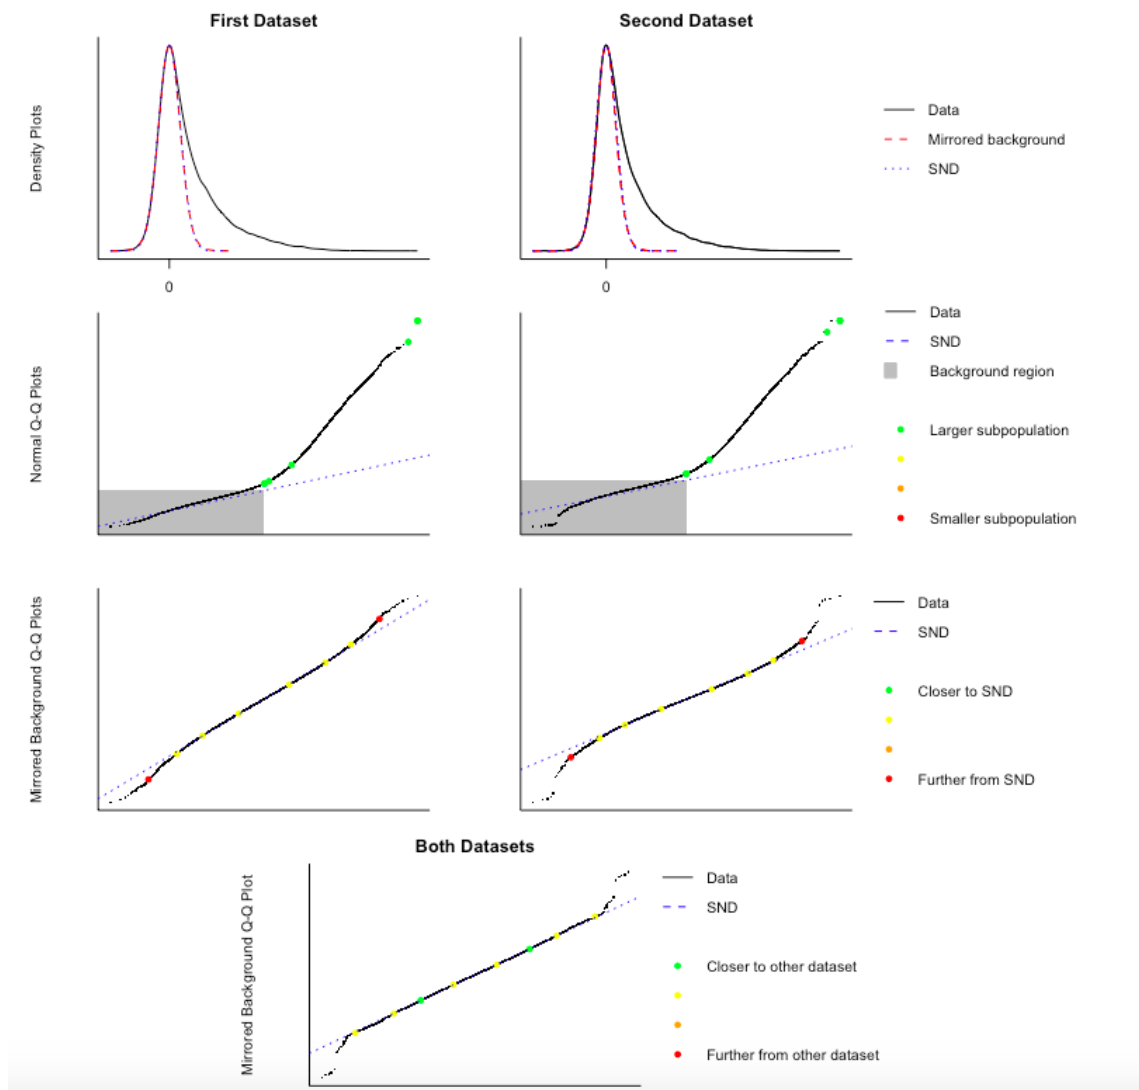 First Dataset
Second Dataset
Density Plots
0
0
Data
Mirrored background
SND
Normal Q-Q Plots
Data
SND
Background region
Larger subpopulation
Smaller subpopulation
Mirrored Background Q-Q Plots
Data
SND
Closer to SND
Further from SND
Both Datasets
Mirrored Background Q-Q Plot
Data
SND
Closer to other dataset
Further from other dataset